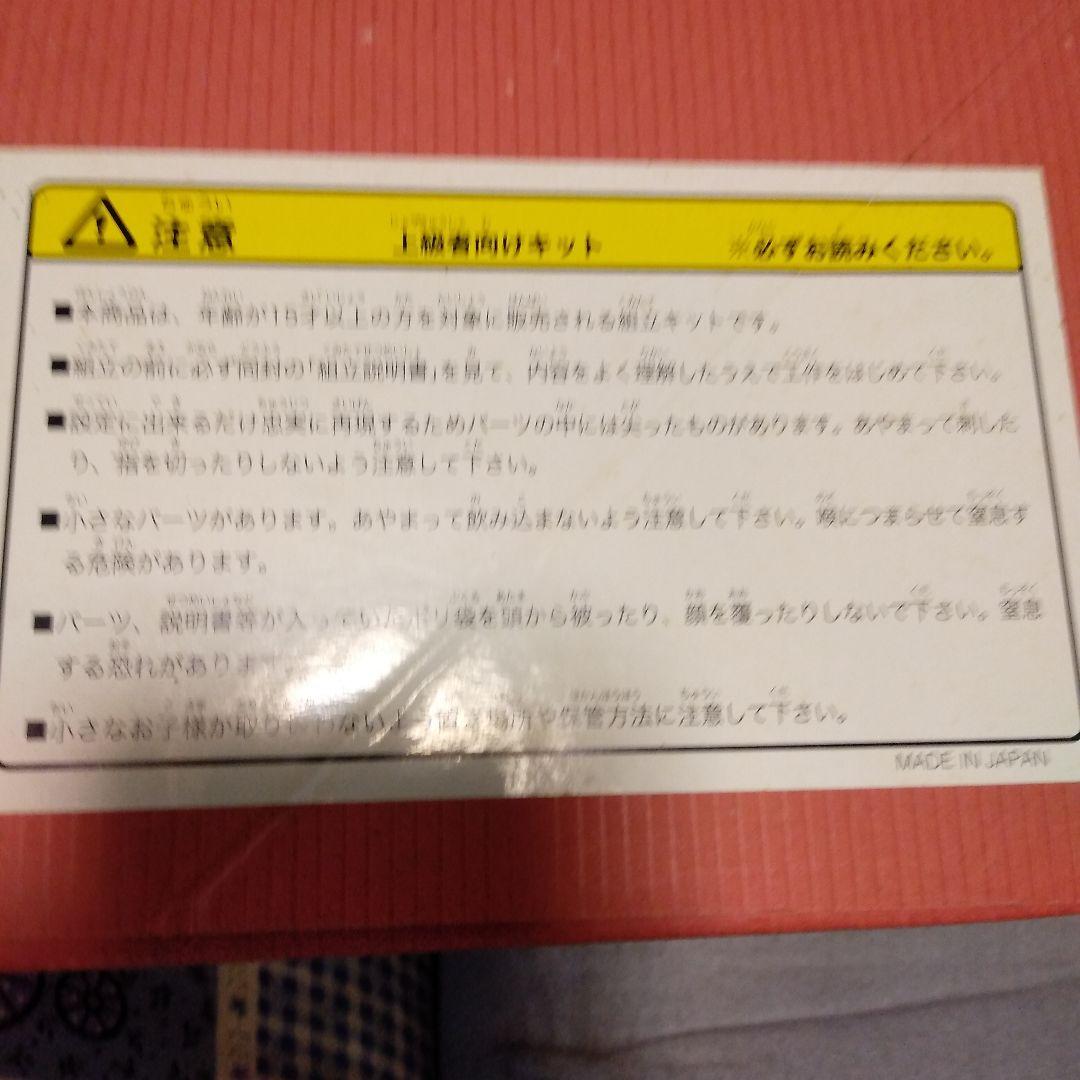 注意 上級者向けキット ※必ずお読みください。
■本商品は、年齢が15才以上の方を対象に販売される組立キットです。
■組立の前に必ず同封の「組立説明書」を見て、内容をよく理解したうえで工作をはじめて下さい。
■設定に出来るだけ忠実に再現するためパーツの中には尖ったものがあります。あやまって刺した
り、指を切ったりしないよう注意して下さい。
■小さなパーツがあります。あやまって飲み込まないよう注意して下さい。喉につまらせて窒息す
る危険があります。
■パーツ、説明書等が入っていたポリ袋を頭から被ったり、顔を覆ったりしないで下さい。窒息
する恐れがあります。
■小さなお子様が取り ないよう置き場所や保管方法に注意して下さい。
MADE IN JAPAN